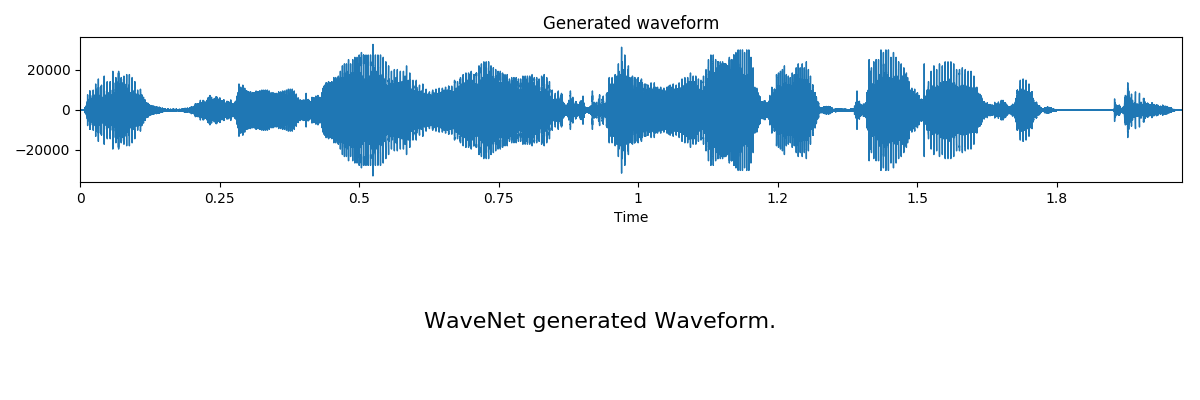 Generated waveform
20000
0
−20000
0 0.25 0.5 0.75 1 1.2 1.5 1.8
Time
WaveNet generated Waveform.